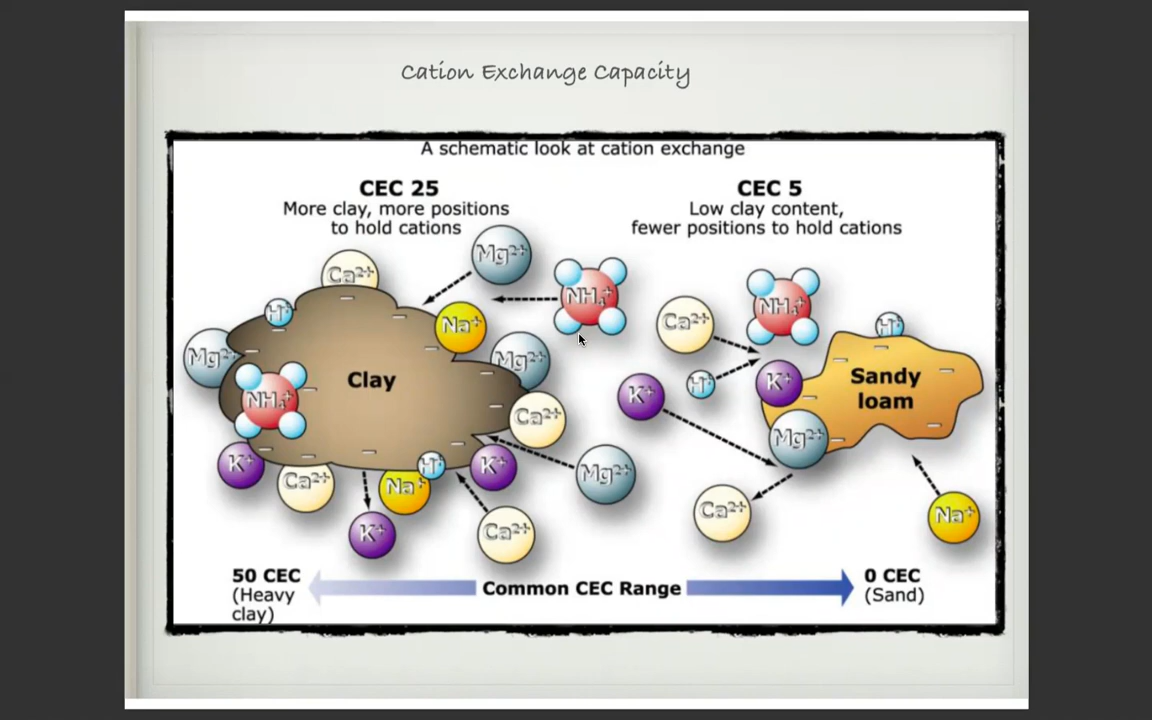 Cation Exchange Capacity
A schematic look at cation exchange
CEC 25
More clay, more positions
to hold cations
CEC 5
Low clay content,
fewer positions to hold cations
Mg²⁺
Ca²⁺
NH₄⁺
H⁺
Na⁺
Mg²⁺
Mg²⁺
Clay
NH₄⁺
Ca²⁺
K⁺
Ca²⁺
Na⁺
H⁺
K⁺
Mg²⁺
K⁺
Ca²⁺
NH₄⁺
Ca²⁺
H⁺
K⁺
H⁺
K⁺
Sandy
loam
Mg²⁺
Ca²⁺
Na⁺
50 CEC
(Heavy
clay)
Common CEC Range
0 CEC
(Sand)